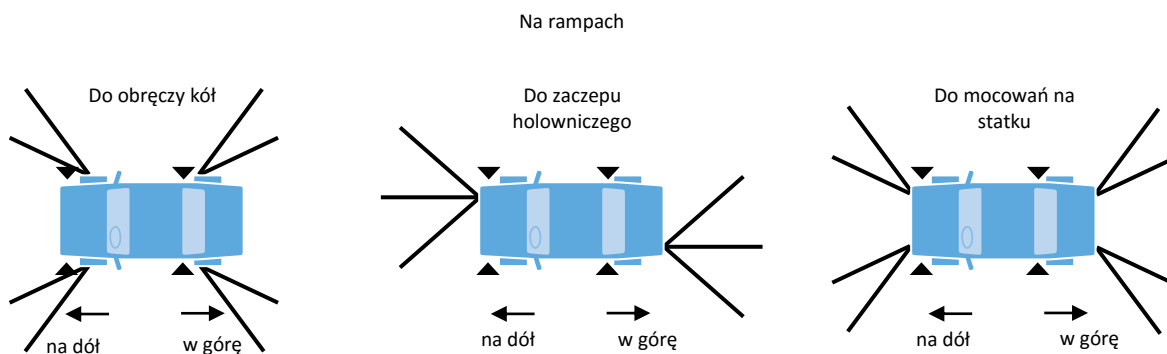 Na rampach
Do obręczy kół
Do zaczepu
holowniczego
Do mocowań na
statku
na dół
w górę
na dół
w górę
na dół
w górę